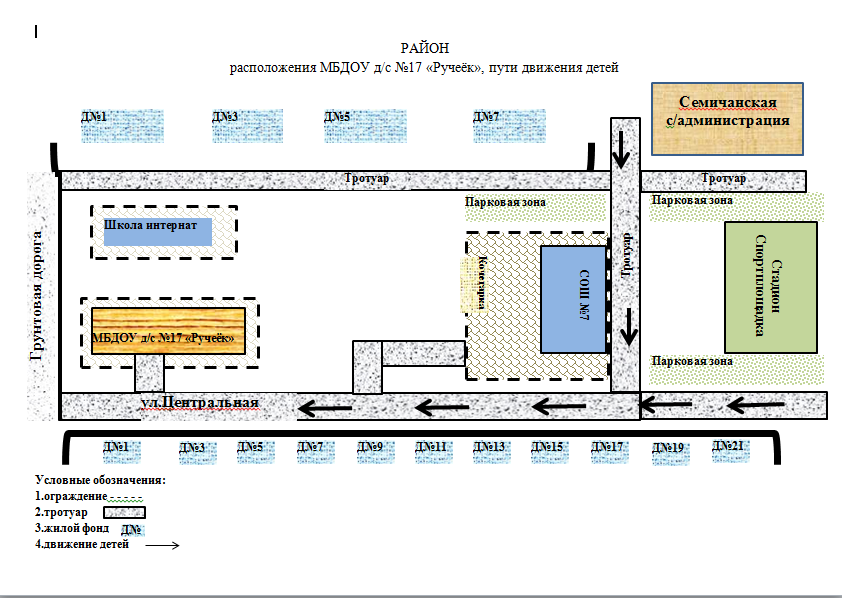 РАЙОН
расположения МБДОУ д/с №17 «Ручеёк», пути движения детей
Семичанская
с/администрация
Д№1
Д№3
Д№5
Д№7
Тротуар
Тротуар
Парковая зона
Парковая зона
Школа интернат
Грунтовая дорога
Кочегарка
СОШ №7
Тротуар
Стадион
Спортплощадка
МБДОУ д/с №17 «Ручеёк»
Парковая зона
ул.Центральная
Д№1
Д№3
Д№5
Д№7
Д№9
Д№11
Д№13
Д№15
Д№17
Д№19
Д№21
Условные обозначения:
1.ограждение
2.тротуар
3.жилой фонд Д№
4.движение детей